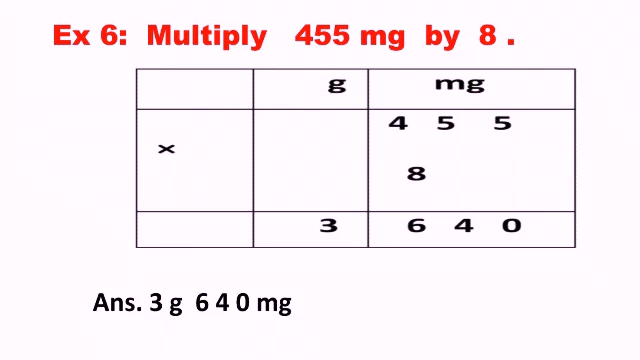 Ex 6: Multiply 455 mg by 8 .
g mg
4 5 5
×
8
3 6 4 0
Ans. 3 g 6 4 0 mg